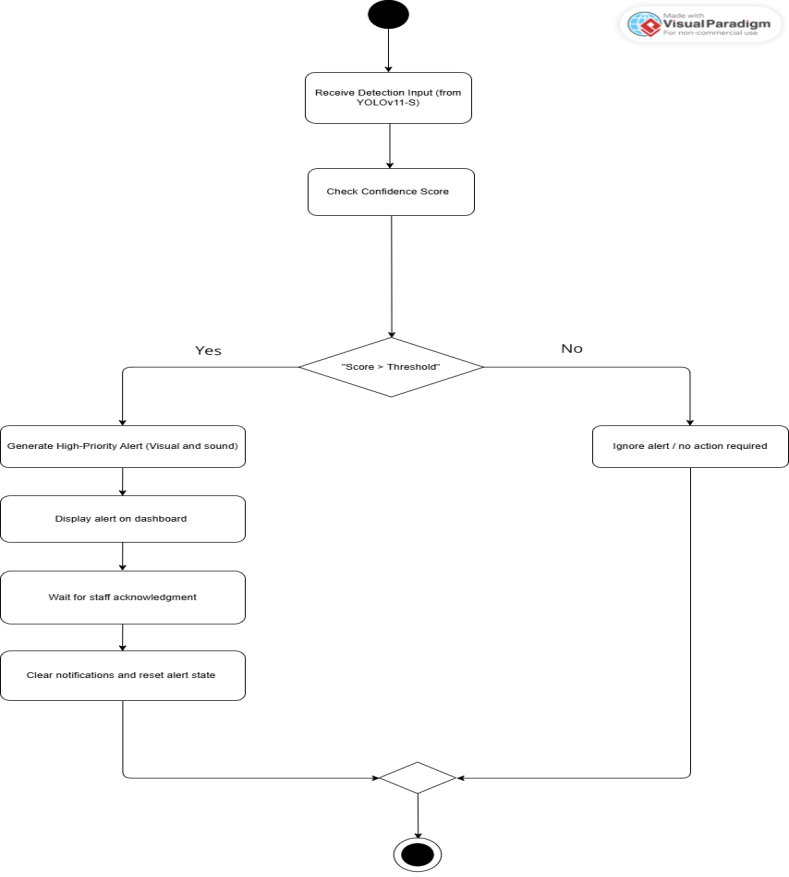 Made with
Visual Paradigm
For non-commercial use
Receive Detection Input (from
YOLOv11-S)
Check Confidence Score
Yes
No
"Score > Threshold"
Generate High-Priority Alert (Visual and sound)
Ignore alert / no action required
Display alert on dashboard
Wait for staff acknowledgment
Clear notifications and reset alert state